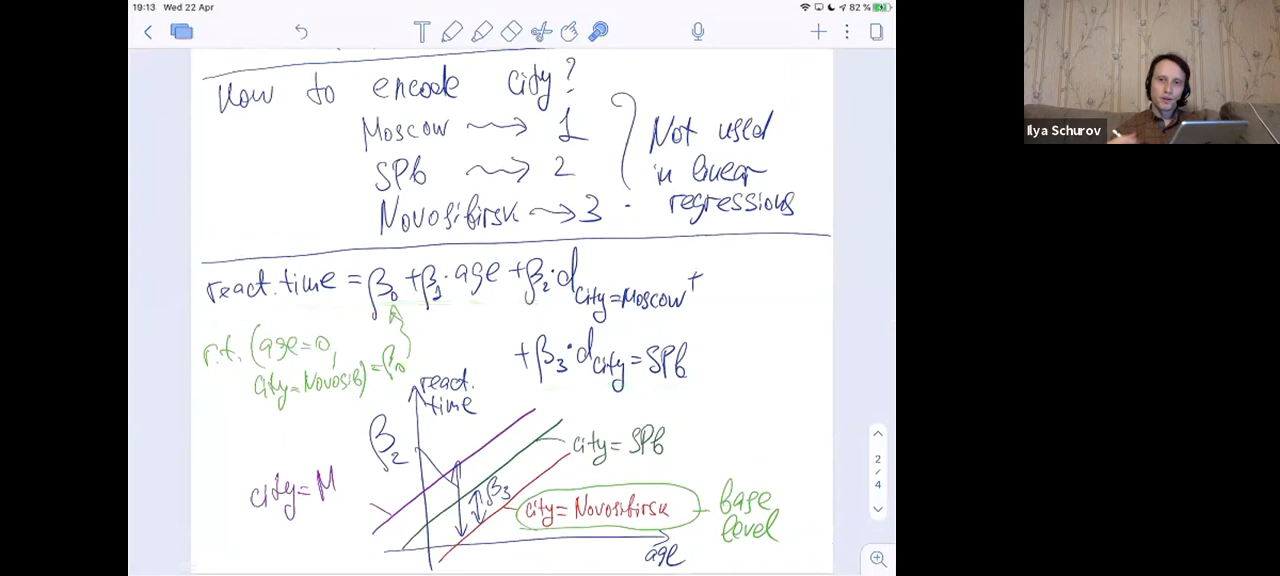 19:13 Wed 22 Apr
82 %
How to encode city?
Moscow ⟿ 1
SPb ⟿ 2
Novosibirsk ⟿ 3
Not used
in linear
regressions
react.time = β₀ + β₁·age + β₂·d city=Moscow +
+ β₃·d city=SPb
r.t. (age=0,
city=Novosib) = β₀
react.
time
β₂
city = SPb
city = M
β₃
city = Novosibirsk
base
level
age
2
/
4
Ilya Schurov